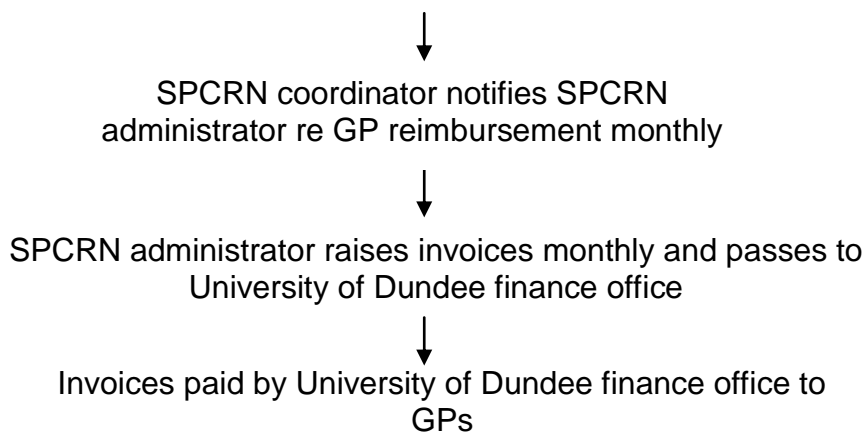 SPCRN coordinator notifies SPCRN
administrator re GP reimbursement monthly
SPCRN administrator raises invoices monthly and passes to
University of Dundee finance office
Invoices paid by University of Dundee finance office to
GPs